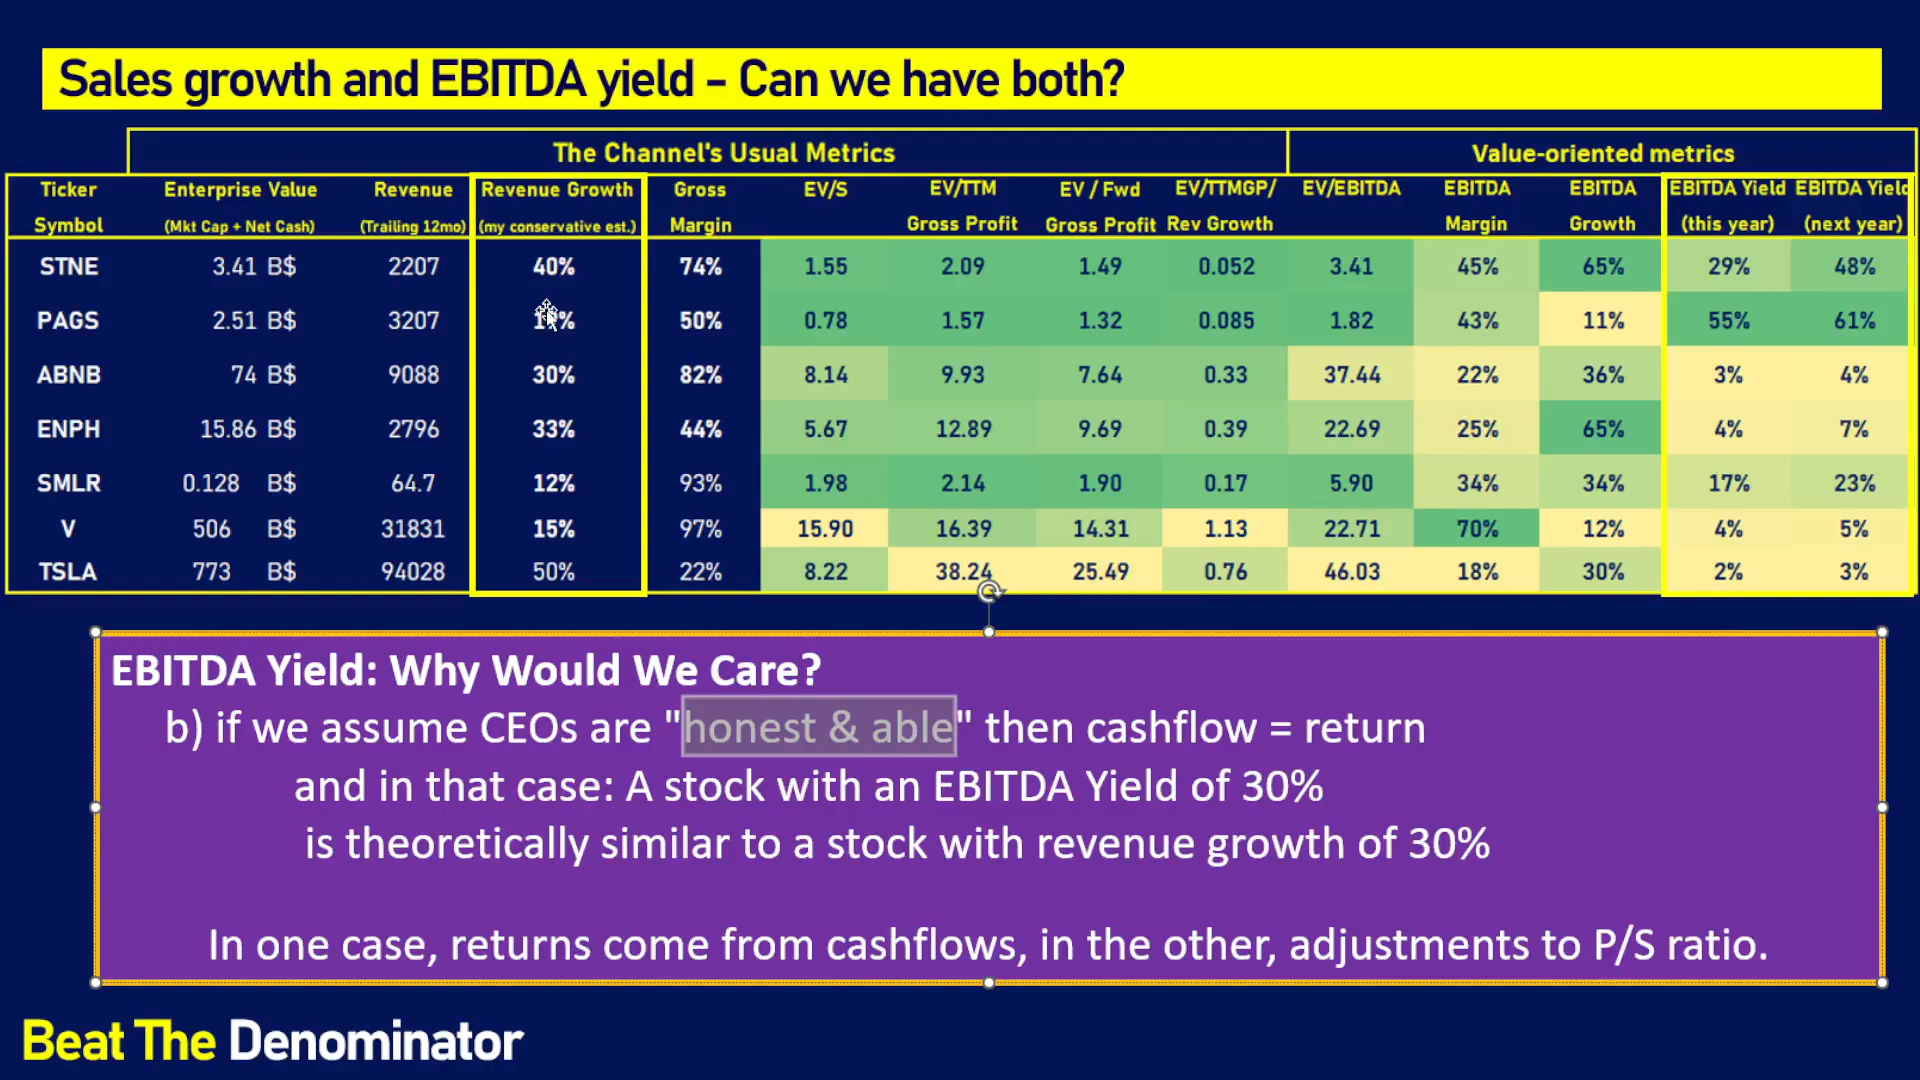 Sales growth and EBITDA yield – Can we have both?
The Channel's Usual Metrics Value-oriented metrics
Ticker Enterprise Value Revenue Revenue Growth Gross EV/S EV/TTM EV / Fwd EV/TTMGP/ EV/EBITDA EBITDA EBITDA EBITDA Yield EBITDA Yield
Symbol (Mkt Cap + Net Cash) (Trailing 12mo) (my conservative est.) Margin Gross Profit Gross Profit Rev Growth Margin Growth (this year) (next year)
STNE 3.41 B$ 2207 40% 74% 1.55 2.09 1.49 0.052 3.41 45% 65% 29% 48%
PAGS 2.51 B$ 3207 50% 0.78 1.57 1.32 0.085 1.82 43% 11% 55% 61%
ABNB 74 B$ 9088 30% 82% 8.14 9.93 7.64 0.33 37.44 22% 36% 3% 4%
ENPH 15.86 B$ 2796 33% 44% 5.67 12.89 9.69 0.39 22.69 25% 65% 4% 7%
SMLR 0.128 B$ 64.7 12% 93% 1.98 2.14 1.90 0.17 5.90 34% 34% 17% 23%
V 506 B$ 31831 15% 97% 15.90 16.39 14.31 1.13 22.71 70% 12% 4% 5%
TSLA 773 B$ 94028 50% 22% 8.22 38.24 25.49 0.76 46.03 18% 30% 2% 3%
EBITDA Yield: Why Would We Care?
b) if we assume CEOs are "honest & able" then cashflow = return
and in that case: A stock with an EBITDA Yield of 30%
is theoretically similar to a stock with revenue growth of 30%
In one case, returns come from cashflows, in the other, adjustments to P/S ratio.
Beat The Denominator